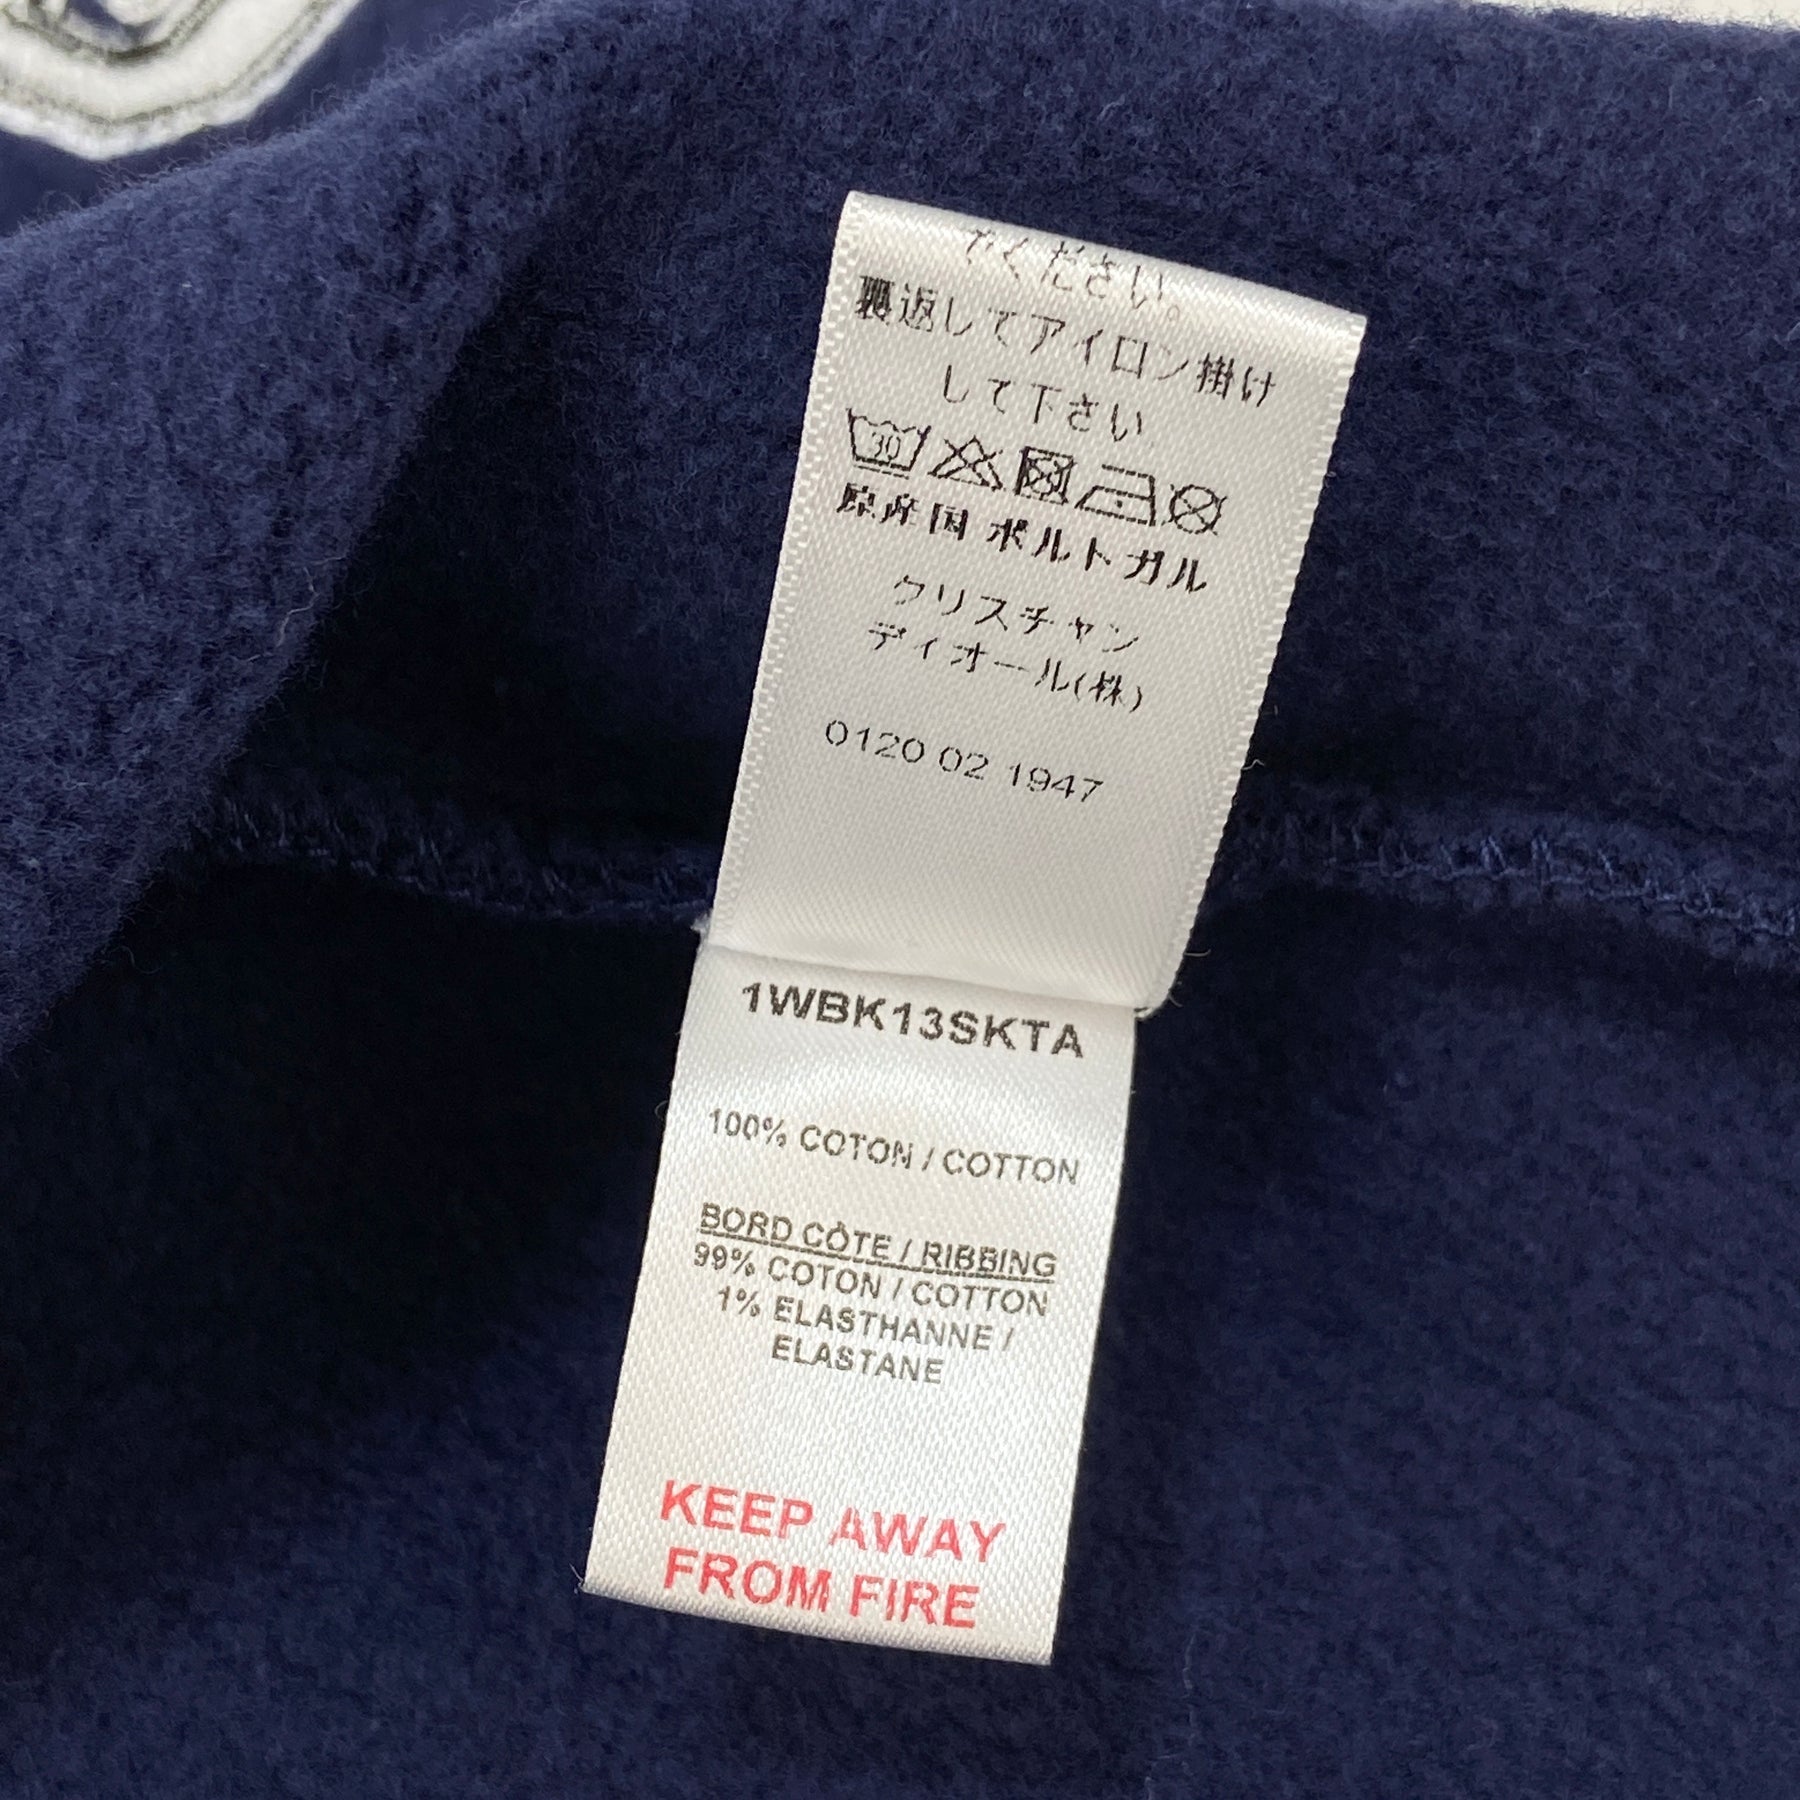 でください。
裏返してアイロン掛け
して下さい
30
原産国 ポルトガル
クリスチャン
ディオール(株)
0120 02 1947
1WBK13SKTA
100% COTON / COTTON
BORD CÔTE / RIBBING
99% COTON / COTTON
1% ELASTHANNE /
ELASTANE
KEEP AWAY
FROM FIRE